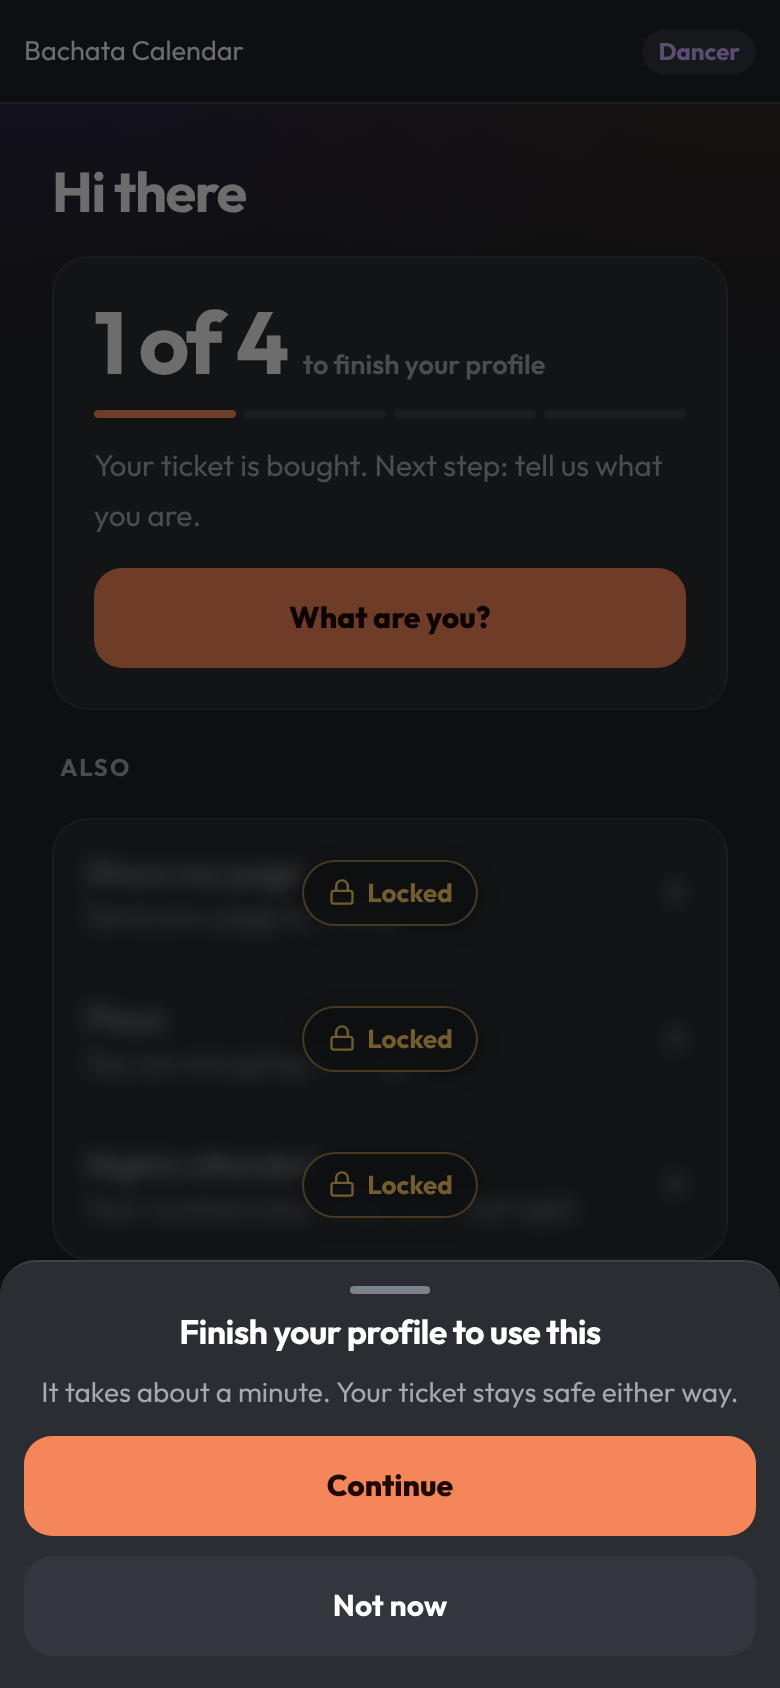 Bachata Calendar
Dancer
Hi there
1 of 4 to finish your profile
Your ticket is bought. Next step: tell us what
you are.
What are you?
ALSO
Locked
Locked
Locked
Finish your profile to use this
It takes about a minute. Your ticket stays safe either way.
Continue
Not now